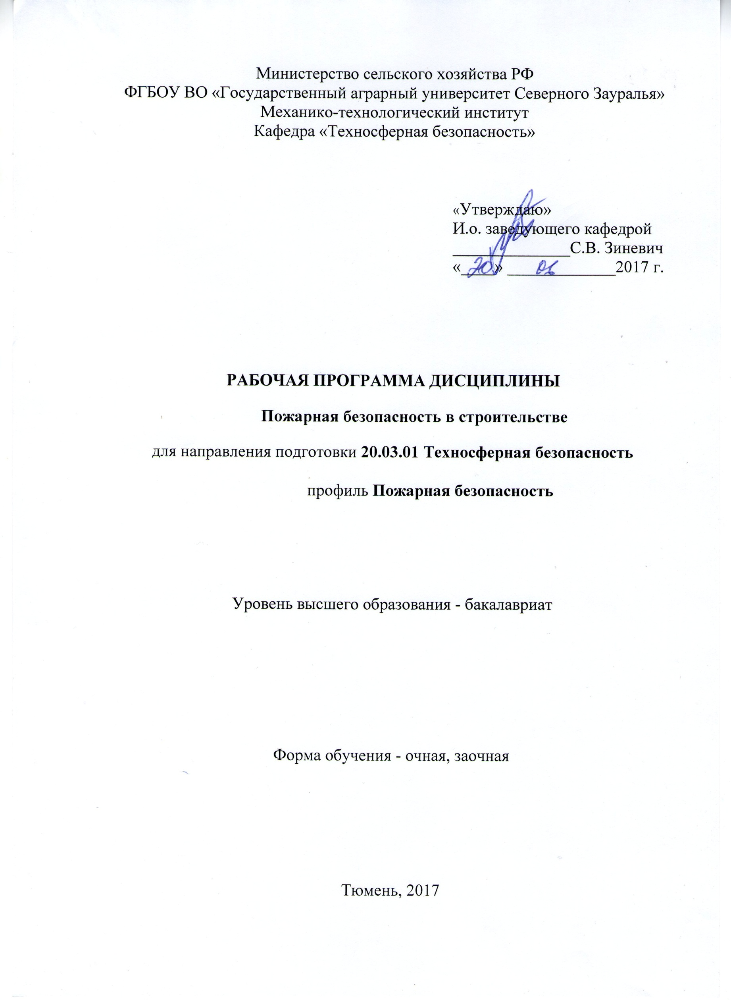 Министерство сельского хозяйства РФ
ФГБОУ ВО «Государственный аграрный университет Северного Зауралья»
Механико-технологический институт
Кафедра «Техносферная безопасность»
«Утверждаю»
И.о. заведующего кафедрой
______________С.В. Зиневич
«_20_» _____06_______2017 г.
РАБОЧАЯ ПРОГРАММА ДИСЦИПЛИНЫ
Пожарная безопасность в строительстве
для направления подготовки 20.03.01 Техносферная безопасность
профиль Пожарная безопасность
Уровень высшего образования - бакалавриат
Форма обучения - очная, заочная
Тюмень, 2017